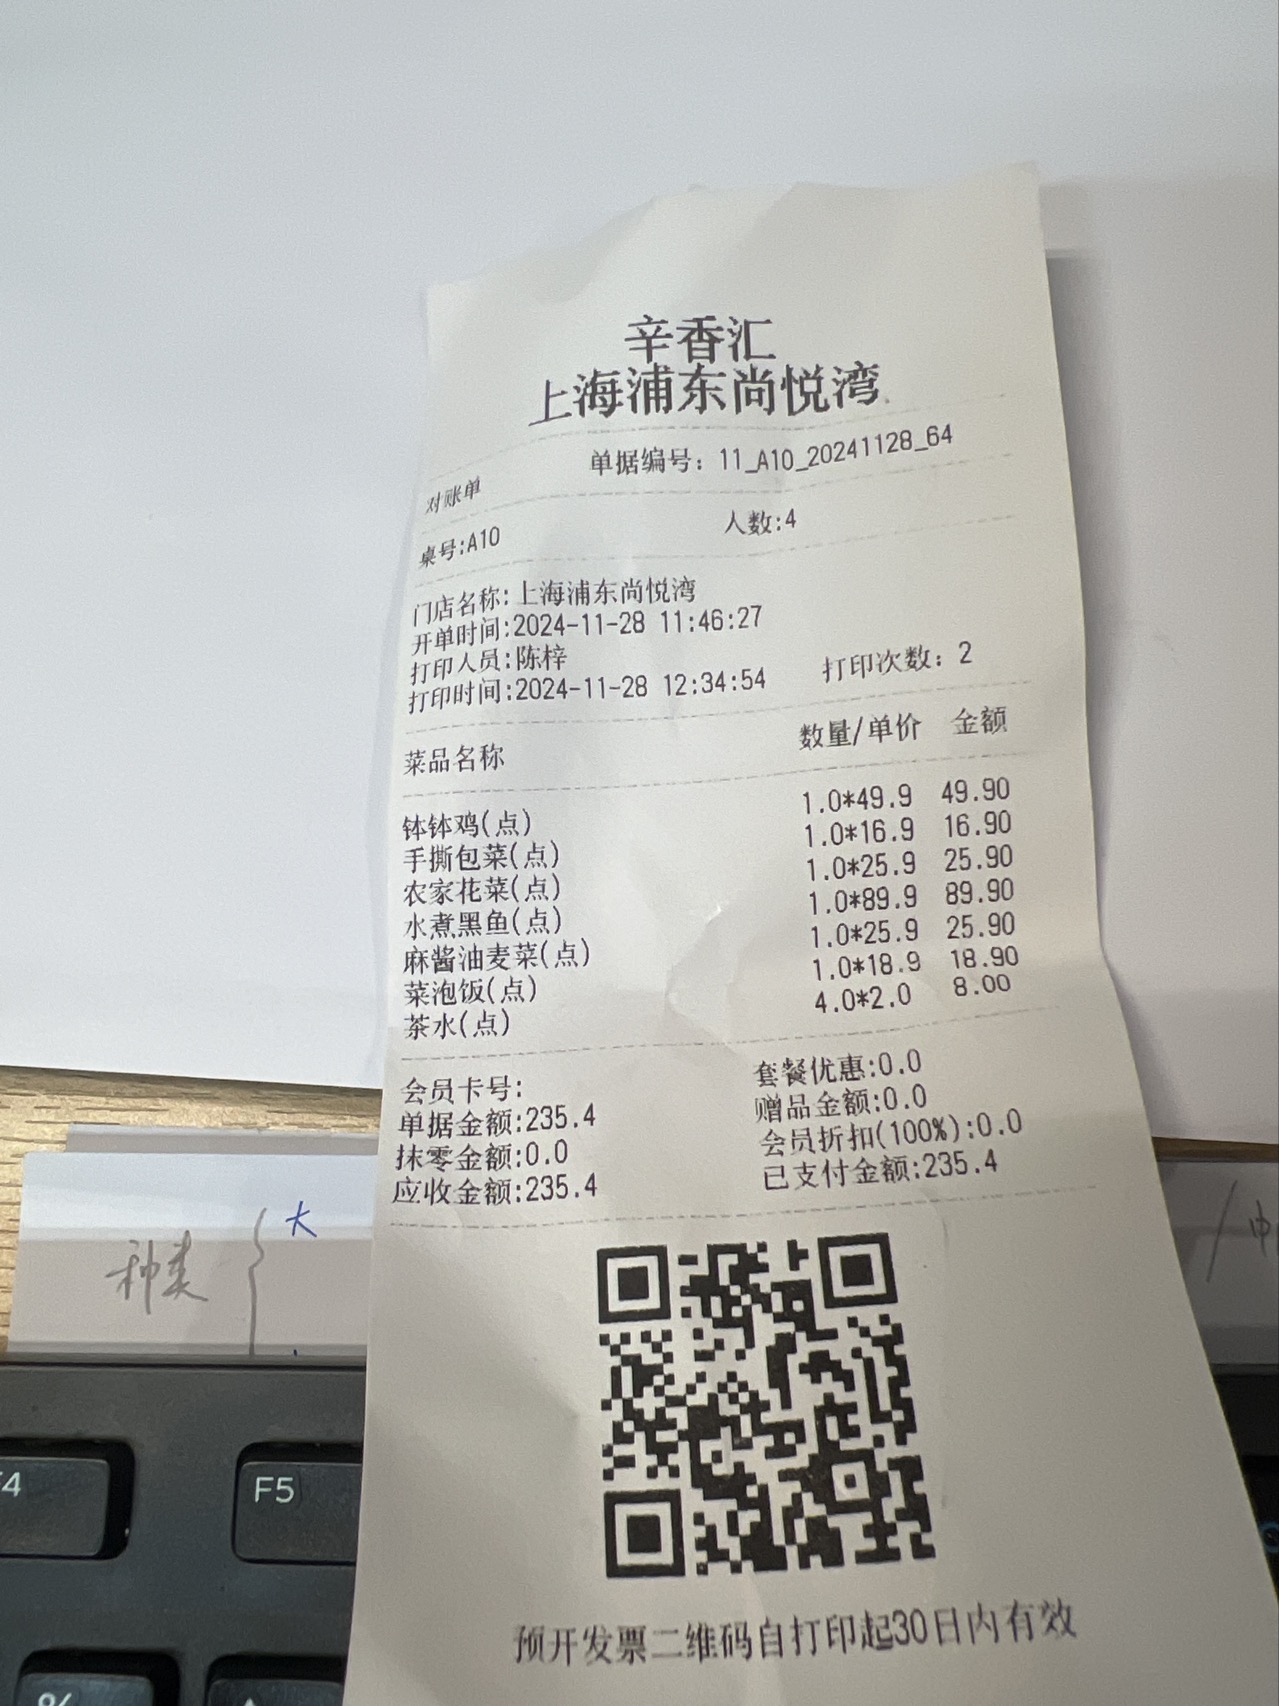 辛香汇
上海浦东尚悦湾
对账单 单据编号：11_A10_20241128_64
桌号:A10 人数:4
门店名称:上海浦东尚悦湾
开单时间:2024-11-28 11:46:27
打印人员:陈梓
打印时间:2024-11-28 12:34:54 打印次数：2
菜品名称 数量/单价 金额
钵钵鸡(点) 1.0*49.9 49.90
手撕包菜(点) 1.0*16.9 16.90
农家花菜(点) 1.0*25.9 25.90
水煮黑鱼(点) 1.0*89.9 89.90
麻酱油麦菜(点) 1.0*25.9 25.90
菜泡饭(点) 1.0*18.9 18.90
茶水(点) 4.0*2.0 8.00
会员卡号: 套餐优惠:0.0
单据金额:235.4 赠品金额:0.0
抹零金额:0.0 会员折扣(100%):0.0
应收金额:235.4 已支付金额:235.4
预开发票二维码自打印起30日内有效
种类 大
F4 F5
%